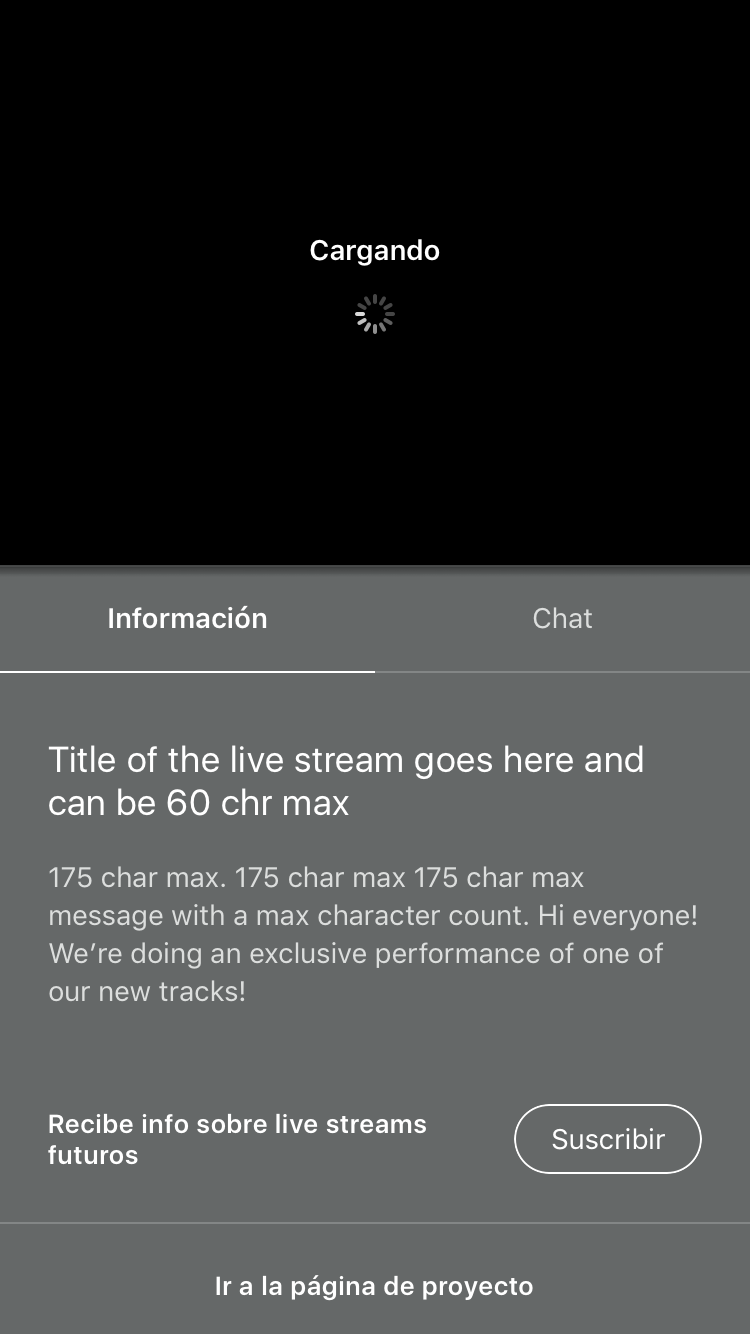 Cargando
Información
Chat
Title of the live stream goes here and
can be 60 chr max
175 char max. 175 char max 175 char max
message with a max character count. Hi everyone!
We’re doing an exclusive performance of one of
our new tracks!
Recibe info sobre live streams
futuros
Suscribir
Ir a la página de proyecto